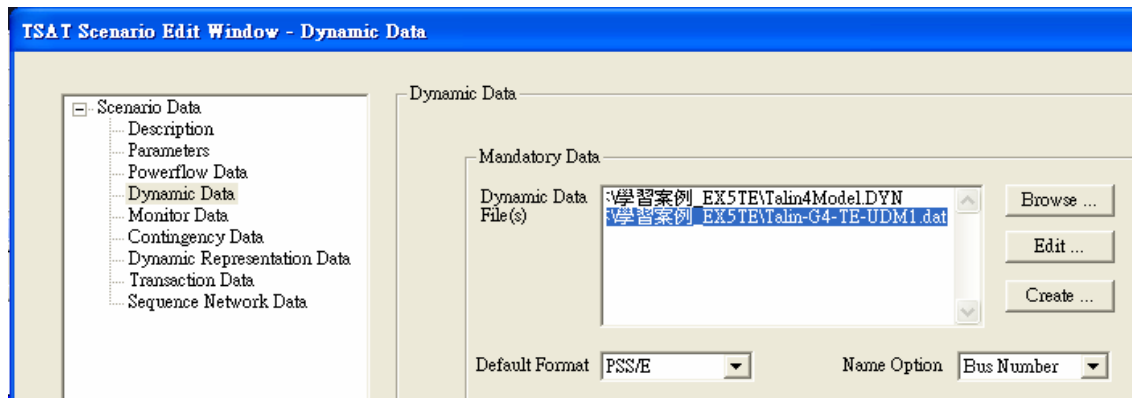 TSAT Scenario Edit Window - Dynamic Data
Scenario Data
Description
Parameters
Powerflow Data
Dynamic Data
Monitor Data
Contingency Data
Dynamic Representation Data
Transaction Data
Sequence Network Data
Dynamic Data
Mandatory Data
Dynamic Data
File(s)
:\學習案例_EX5TE\Talin4Model.DYN
:\學習案例_EX5TE\Talin-G4-TE-UDM1.dat
Browse ...
Edit ...
Create ...
Default Format
PSS/E
Name Option
Bus Number